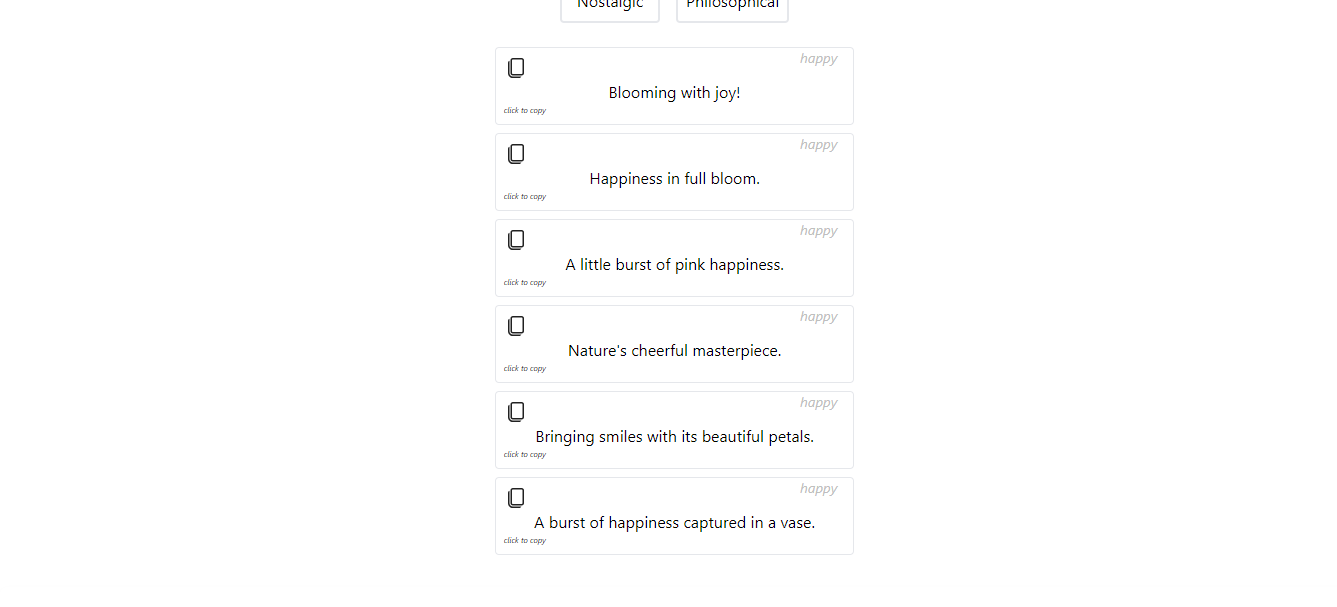 Nostalgic Philosophical
happy
Blooming with joy!
click to copy
happy
Happiness in full bloom.
click to copy
happy
A little burst of pink happiness.
click to copy
happy
Nature's cheerful masterpiece.
click to copy
happy
Bringing smiles with its beautiful petals.
click to copy
happy
A burst of happiness captured in a vase.
click to copy